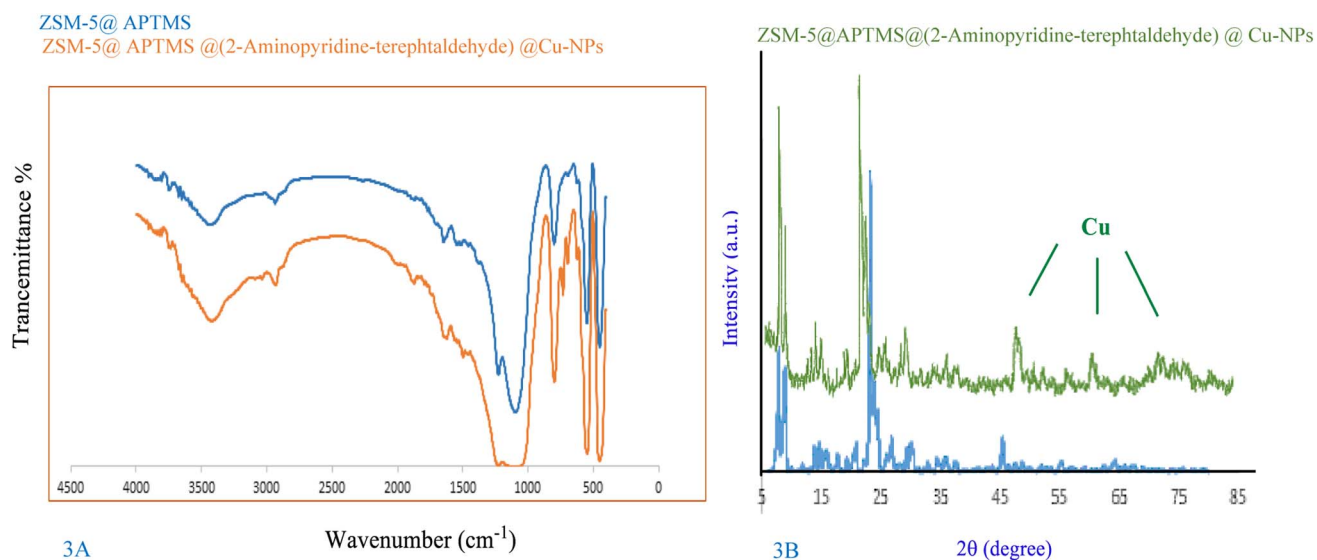 ZSM-5@ APTMS
ZSM-5@ APTMS @(2-Aminopyridine-terephtaldehyde) @Cu-NPs
Trancemittance %
4500 4000 3500 3000 2500 2000 1500 1000 500 0
Wavenumber (cm⁻¹)
3A
ZSM-5@APTMS@(2-Aminopyridine-terephtaldehyde) @ Cu-NPs
Cu
Intensity (a.u.)
5 15 25 35 45 55 65 75 85
3B
2θ (degree)